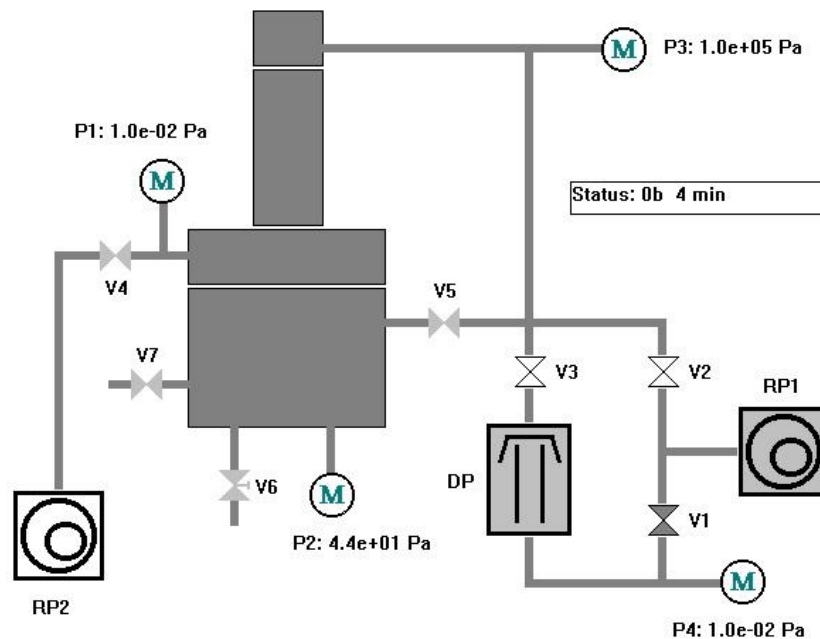 M
P3: 1.0e+05 Pa
P1: 1.0e-02 Pa
M
Status: 0b 4 min
V4
V5
V7
V3
V2
RP1
DP
V6
M
V1
P2: 4.4e+01 Pa
M
RP2
P4: 1.0e-02 Pa